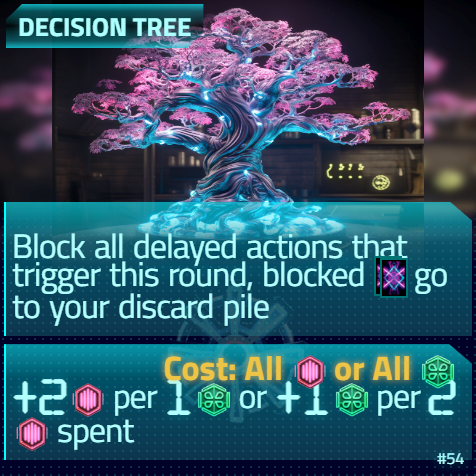 DECISION TREE
Block all delayed actions that
trigger this round, blocked go
to your discard pile
Cost: All or All
+2 per 1 or +1 per 2
spent
#54